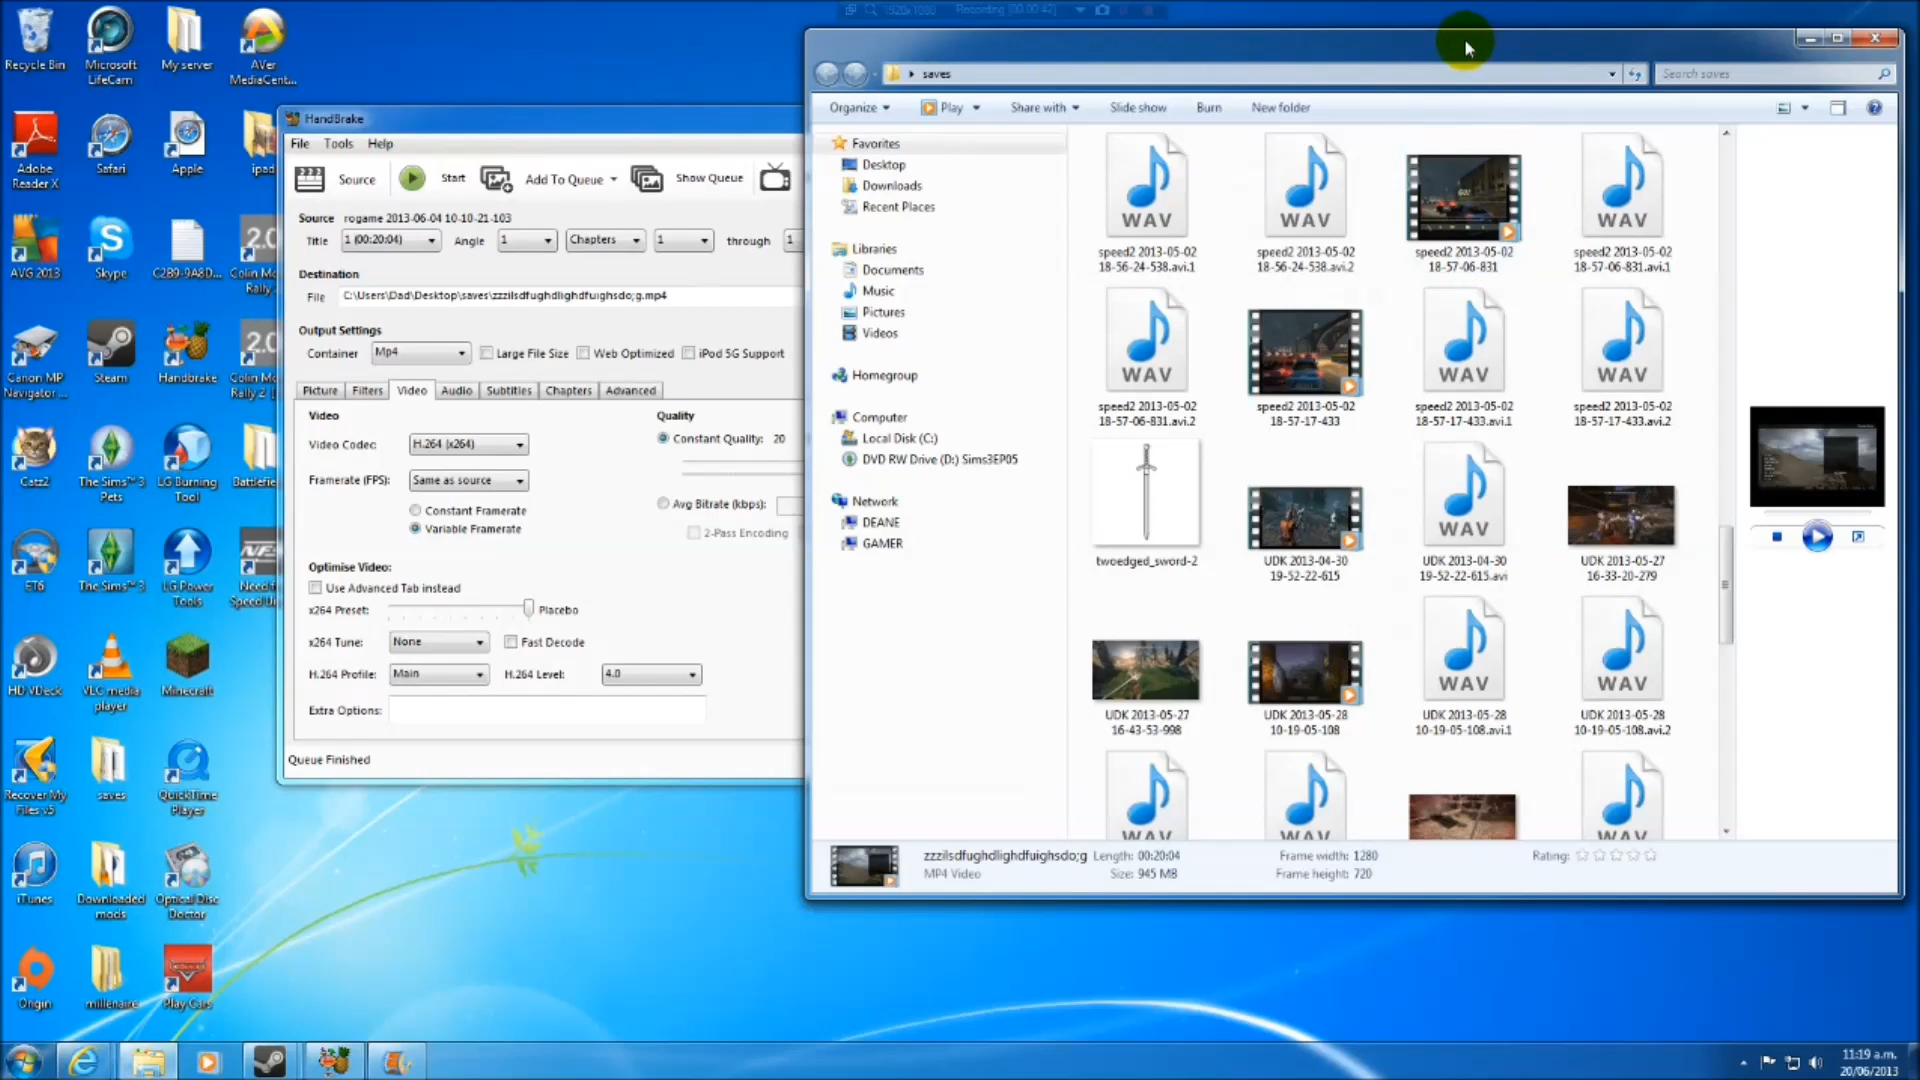 1920x1080 Recording [00:00:42]
Recycle Bin
Microsoft
LifeCam
My server
AVer
MediaCent...
Adobe
Reader X
Safari
Apple
ipad
AVG 2013
Skype
C2B9-9A8D...
Colin Mc
Rally
Canon MP
Navigator ...
Steam
Handbrake
Colin Mc
Rally 2
Catz2
The Sims™ 3
Pets
LG Burning
Tool
Battlefie
ET6
The Sims™ 3
LG Power
Tools
Need f
Speed U
HD VDeck
VLC media
player
Minecraft
Recover My
Files v5
saves
QuickTime
Player
iTunes
Downloaded
mods
Optical Disc
Doctor
Origin
millenaire
Play Cars
HandBrake
File Tools Help
Source Start Add To Queue Show Queue
Source rogame 2013-06-04 10-10-21-103
Title 1 (00:20:04) Angle 1 Chapters 1 through 1
Destination
File C:\Users\Dad\Desktop\saves\zzzilsdfughdlighdfuighsdo;g.mp4
Output Settings
Container Mp4 Large File Size Web Optimized iPod 5G Support
Picture Filters Video Audio Subtitles Chapters Advanced
Video Quality
Video Codec: H.264 (x264) Constant Quality: 20
Framerate (FPS): Same as source
Constant Framerate Avg Bitrate (kbps):
Variable Framerate 2-Pass Encoding
Optimise Video:
Use Advanced Tab instead
x264 Preset: Placebo
x264 Tune: None Fast Decode
H.264 Profile: Main H.264 Level: 4.0
Extra Options:
Queue Finished
saves Search saves
Organize Play Share with Slide show Burn New folder
Favorites
Desktop
Downloads
Recent Places
Libraries
Documents
Music
Pictures
Videos
Homegroup
Computer
Local Disk (C:)
DVD RW Drive (D:) Sims3EP05
Network
DEANE
GAMER
WAV WAV WAV
speed2 2013-05-02 speed2 2013-05-02 speed2 2013-05-02 speed2 2013-05-02
18-56-24-538.avi.1 18-56-24-538.avi.2 18-57-06-831 18-57-06-831.avi.1
WAV WAV WAV
speed2 2013-05-02 speed2 2013-05-02 speed2 2013-05-02 speed2 2013-05-02
18-57-06-831.avi.2 18-57-17-433 18-57-17-433.avi.1 18-57-17-433.avi.2
WAV
twoedged_sword-2 UDK 2013-04-30 UDK 2013-04-30 UDK 2013-05-27
19-52-22-615 19-52-22-615.avi 16-33-20-279
WAV WAV
UDK 2013-05-27 UDK 2013-05-28 UDK 2013-05-28 UDK 2013-05-28
16-43-53-998 10-19-05-108 10-19-05-108.avi.1 10-19-05-108.avi.2
WAV WAV WAV
zzzilsdfughdlighdfuighsdo;g Length: 00:20:04 Frame width: 1280 Rating:
MP4 Video Size: 945 MB Frame height: 720
11:19 a.m.
20/06/2013